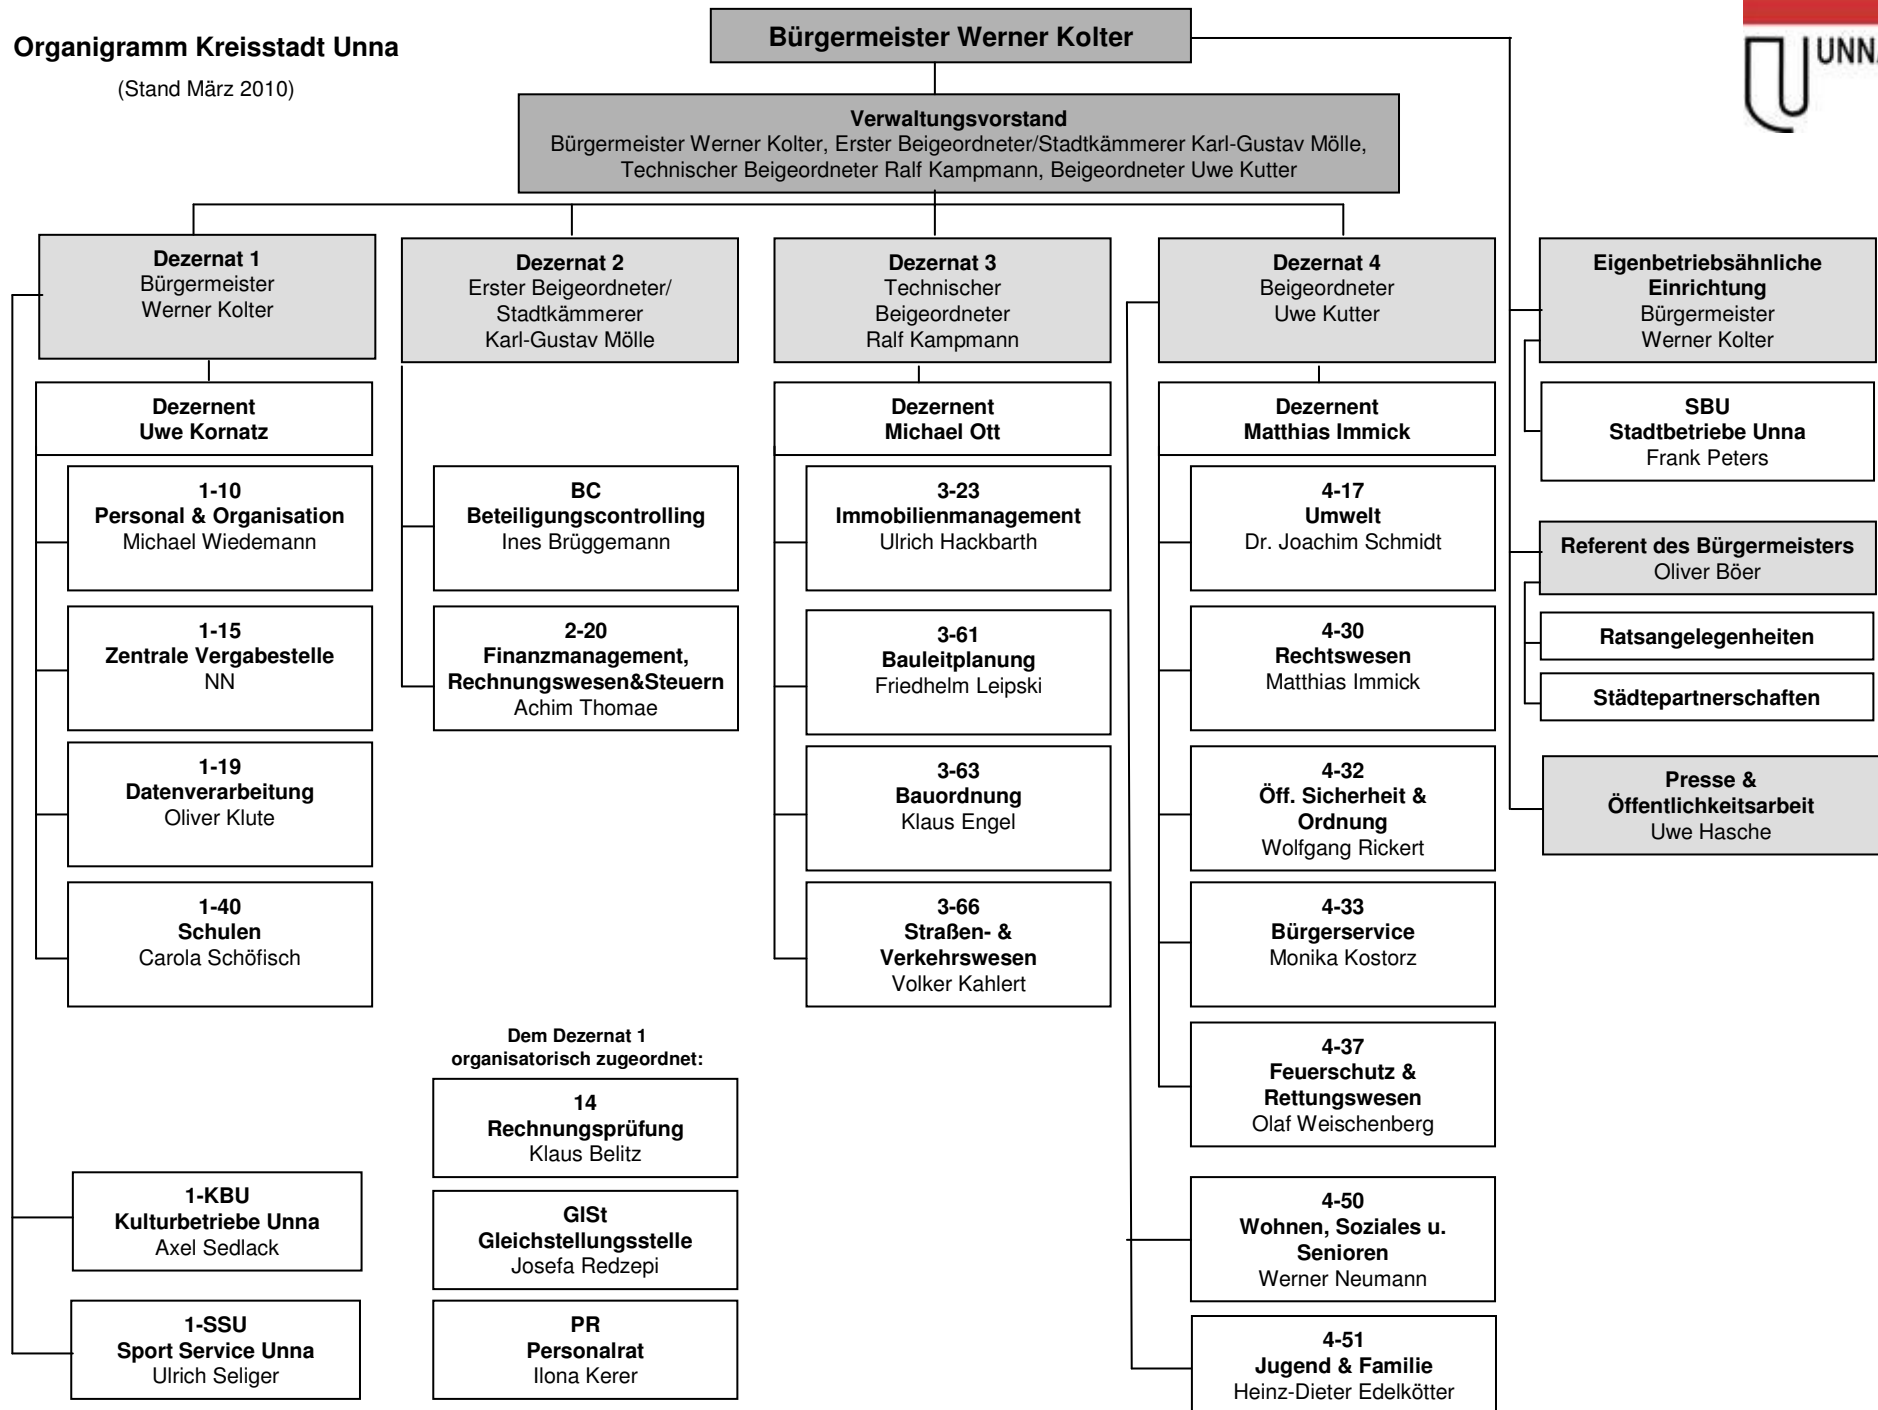 Organigramm Kreisstadt Unna
(Stand März 2010)
Bürgermeister Werner Kolter
UNNA
Verwaltungsvorstand
Bürgermeister Werner Kolter, Erster Beigeordneter/Stadtkämmerer Karl-Gustav Mölle,
Technischer Beigeordneter Ralf Kampmann, Beigeordneter Uwe Kutter
Dezernat 1
Bürgermeister
Werner Kolter
Dezernent
Uwe Kornatz
1-10
Personal & Organisation
Michael Wiedemann
1-15
Zentrale Vergabestelle
NN
1-19
Datenverarbeitung
Oliver Klute
1-40
Schulen
Carola Schöfisch
1-KBU
Kulturbetriebe Unna
Axel Sedlack
1-SSU
Sport Service Unna
Ulrich Seliger
Dezernat 2
Erster Beigeordneter/
Stadtkämmerer
Karl-Gustav Mölle
BC
Beteiligungscontrolling
Ines Brüggemann
2-20
Finanzmanagement,
Rechnungswesen&Steuern
Achim Thomae
Dem Dezernat 1
organisatorisch zugeordnet:
14
Rechnungsprüfung
Klaus Belitz
GlSt
Gleichstellungsstelle
Josefa Redzepi
PR
Personalrat
Ilona Kerer
Dezernat 3
Technischer
Beigeordneter
Ralf Kampmann
Dezernent
Michael Ott
3-23
Immobilienmanagement
Ulrich Hackbarth
3-61
Bauleitplanung
Friedhelm Leipski
3-63
Bauordnung
Klaus Engel
3-66
Straßen- &
Verkehrswesen
Volker Kahlert
Dezernat 4
Beigeordneter
Uwe Kutter
Dezernent
Matthias Immick
4-17
Umwelt
Dr. Joachim Schmidt
4-30
Rechtswesen
Matthias Immick
4-32
Öff. Sicherheit &
Ordnung
Wolfgang Rickert
4-33
Bürgerservice
Monika Kostorz
4-37
Feuerschutz &
Rettungswesen
Olaf Weischenberg
4-50
Wohnen, Soziales u.
Senioren
Werner Neumann
4-51
Jugend & Familie
Heinz-Dieter Edelkötter
Eigenbetriebsähnliche
Einrichtung
Bürgermeister
Werner Kolter
SBU
Stadtbetriebe Unna
Frank Peters
Referent des Bürgermeisters
Oliver Böer
Ratsangelegenheiten
Städtepartnerschaften
Presse &
Öffentlichkeitsarbeit
Uwe Hasche